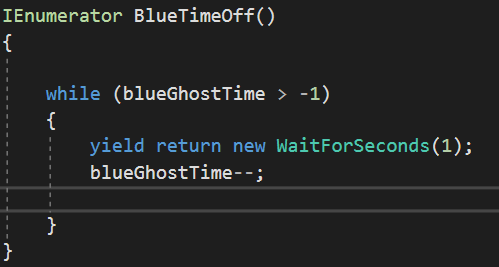 IEnumerator BlueTimeOff()
{
while (blueGhostTime > -1)
{
yield return new WaitForSeconds(1);
blueGhostTime--;
}
}